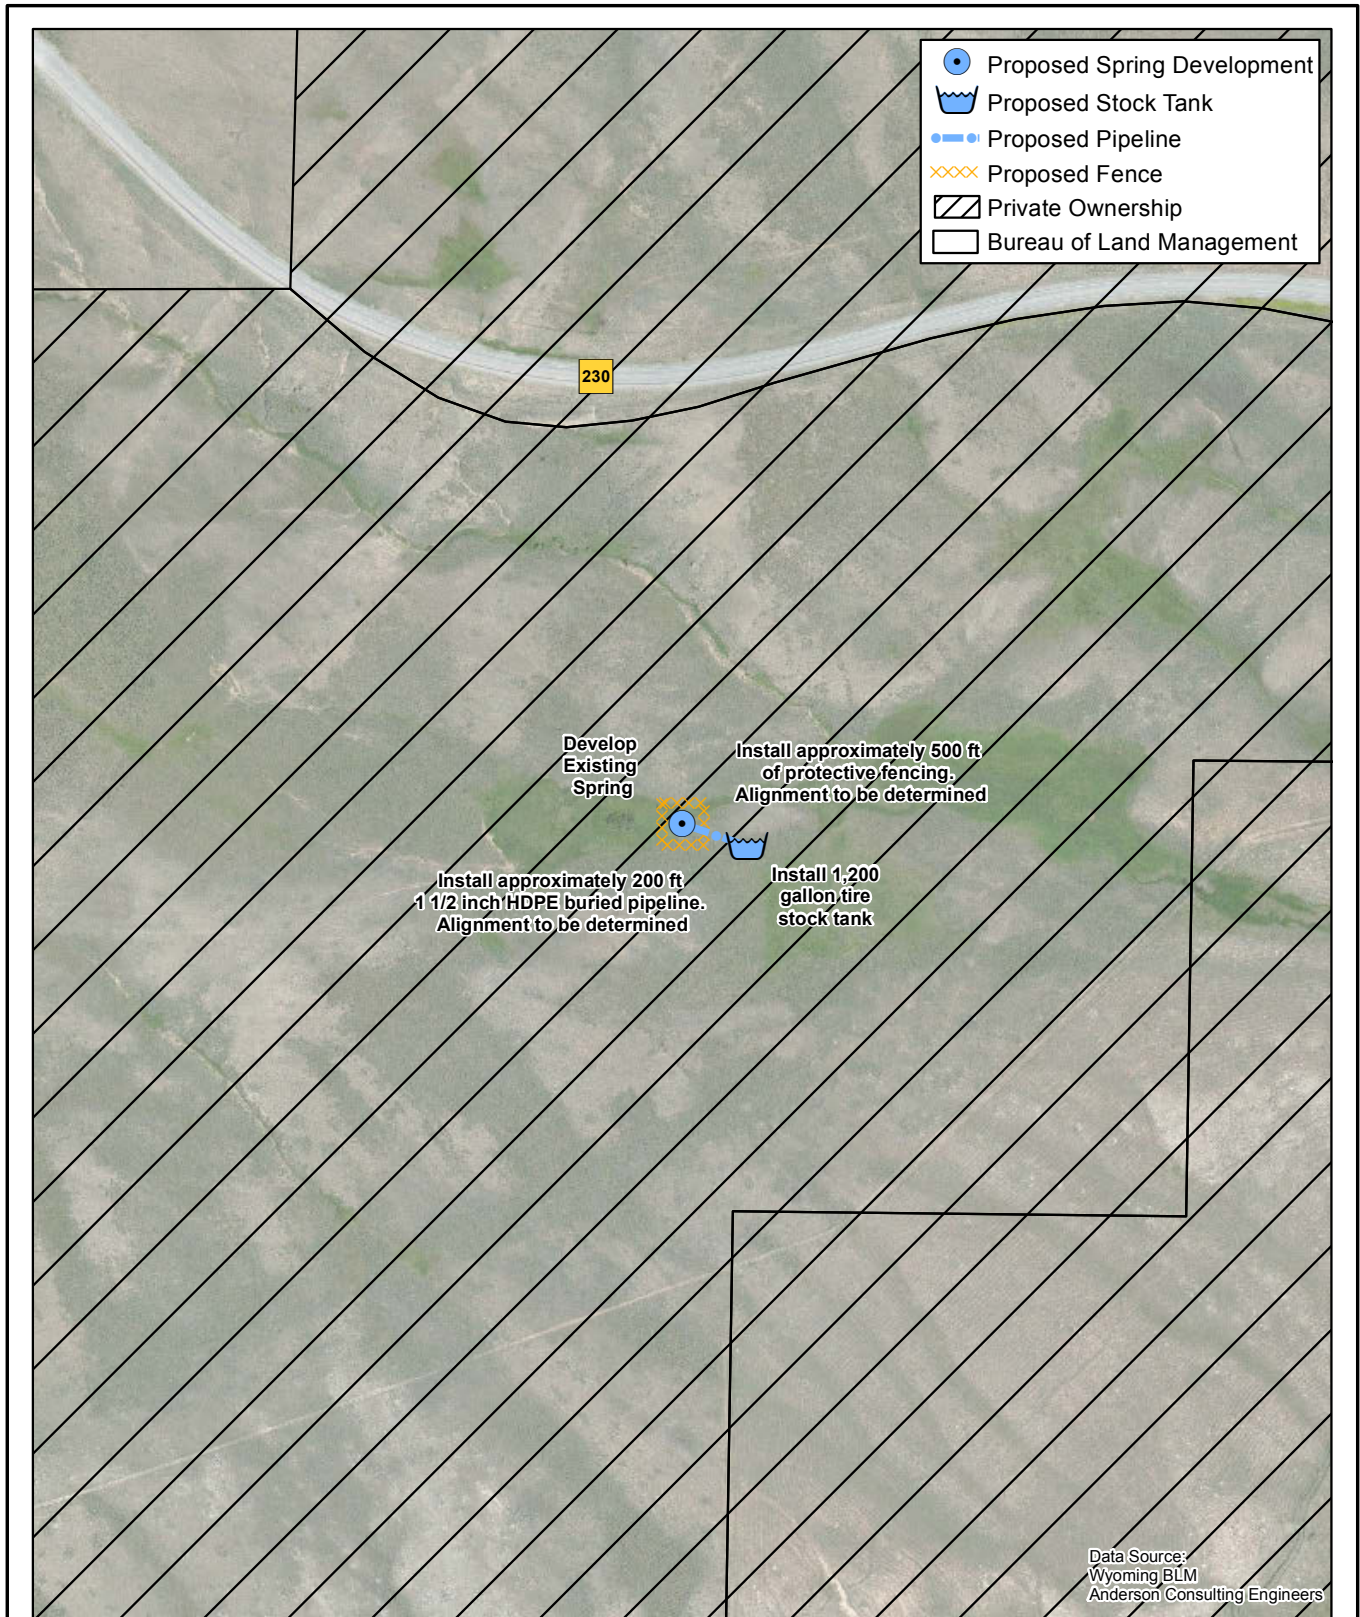 Proposed Spring Development
Proposed Stock Tank
Proposed Pipeline
Proposed Fence
Private Ownership
Bureau of Land Management
230
Develop
Existing
Spring
Install approximately 500 ft
of protective fencing.
Alignment to be determined
Install approximately 200 ft
1 1/2 inch HDPE buried pipeline.
Alignment to be determined
Install 1,200
gallon tire
stock tank
Data Source:
Wyoming BLM
Anderson Consulting Engineers